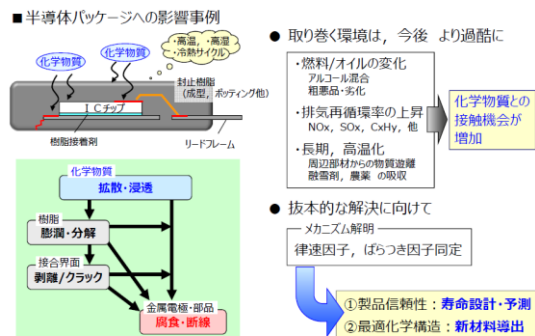 ■半導体パッケージへの影響事例
化学物質
化学物質
・高温，高湿
・冷熱サイクル
封止樹脂
(成型，ポッティング他)
ICチップ
樹脂接着剤
リードフレーム
化学物質
拡散・浸透
樹脂
膨潤・分解
接合界面
剥離/クラック
金属電極・部品
腐食・断線
● 取り巻く環境は，今後 より過酷に
・燃料/オイルの変化
アルコール混合
粗悪品・劣化
・排気再循環率の上昇
NOx，SOx，CxHy，他
・長期，高温化
周辺部材からの物質遊離
融雪剤，農薬 の吸収
化学物質との
接触機会が
増加
● 抜本的な解決に向けて
メカニズム解明
律速因子，ばらつき因子同定
①製品信頼性：寿命設計・予測
②最適化学構造：新材料導出